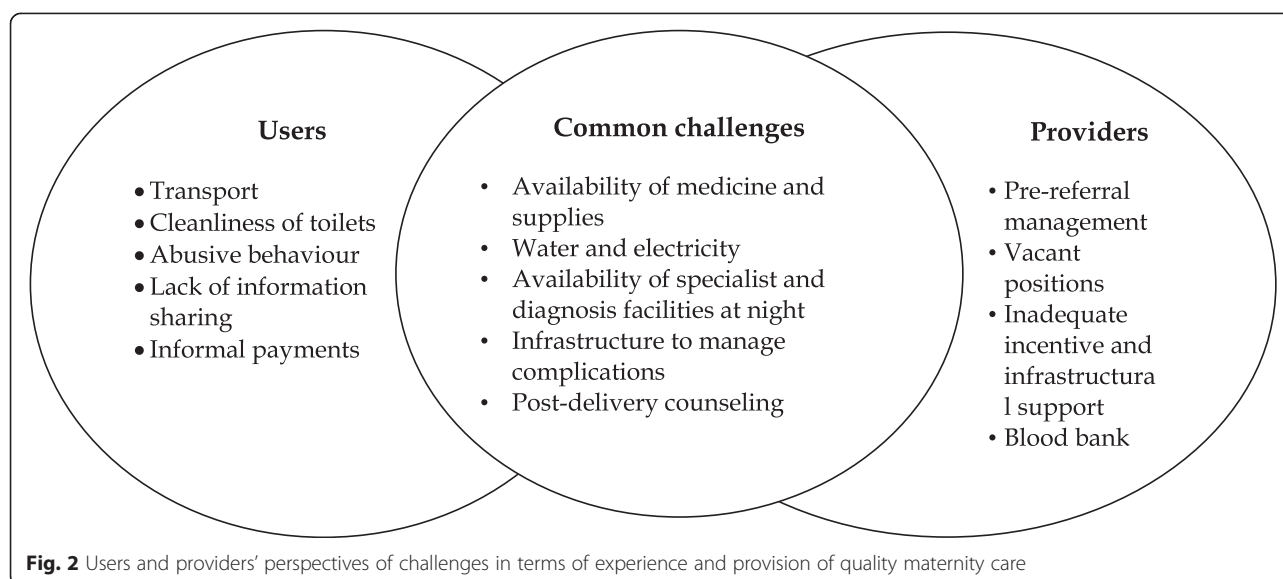 Users
• Transport
• Cleanliness of toilets
• Abusive behaviour
• Lack of information
sharing
• Informal payments
Common challenges
• Availability of medicine and
supplies
• Water and electricity
• Availability of specialist and
diagnosis facilities at night
• Infrastructure to manage
complications
• Post-delivery counseling
Providers
• Pre-referral
management
• Vacant
positions
• Inadequate
incentive and
infrastructura
l support
• Blood bank
Fig. 2 Users and providers’ perspectives of challenges in terms of experience and provision of quality maternity care